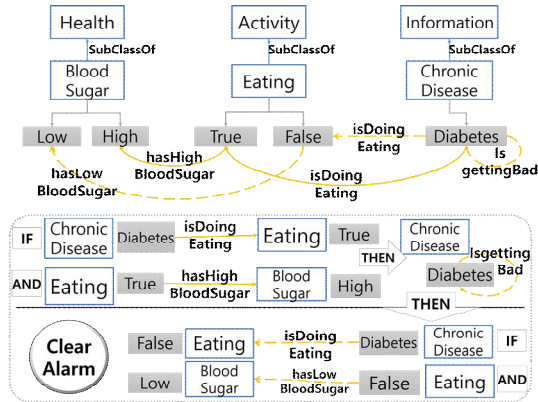 Health
Activity
Information
SubClassOf
SubClassOf
SubClassOf
Blood
Sugar
Eating
Chronic
Disease
Low
High
True
False
isDoing
Eating
Diabetes
Is
gettingBad
hasLow
BloodSugar
hasHigh
BloodSugar
isDoing
Eating
IF
Chronic
Disease
Diabetes
isDoing
Eating
Eating
True
THEN
Chronic
Disease
Diabetes
Isgetting
Bad
AND
Eating
True
hasHigh
BloodSugar
Blood
Sugar
High
THEN
Clear
Alarm
False
Eating
isDoing
Eating
Diabetes
Chronic
Disease
IF
Low
Blood
Sugar
hasLow
BloodSugar
False
Eating
AND